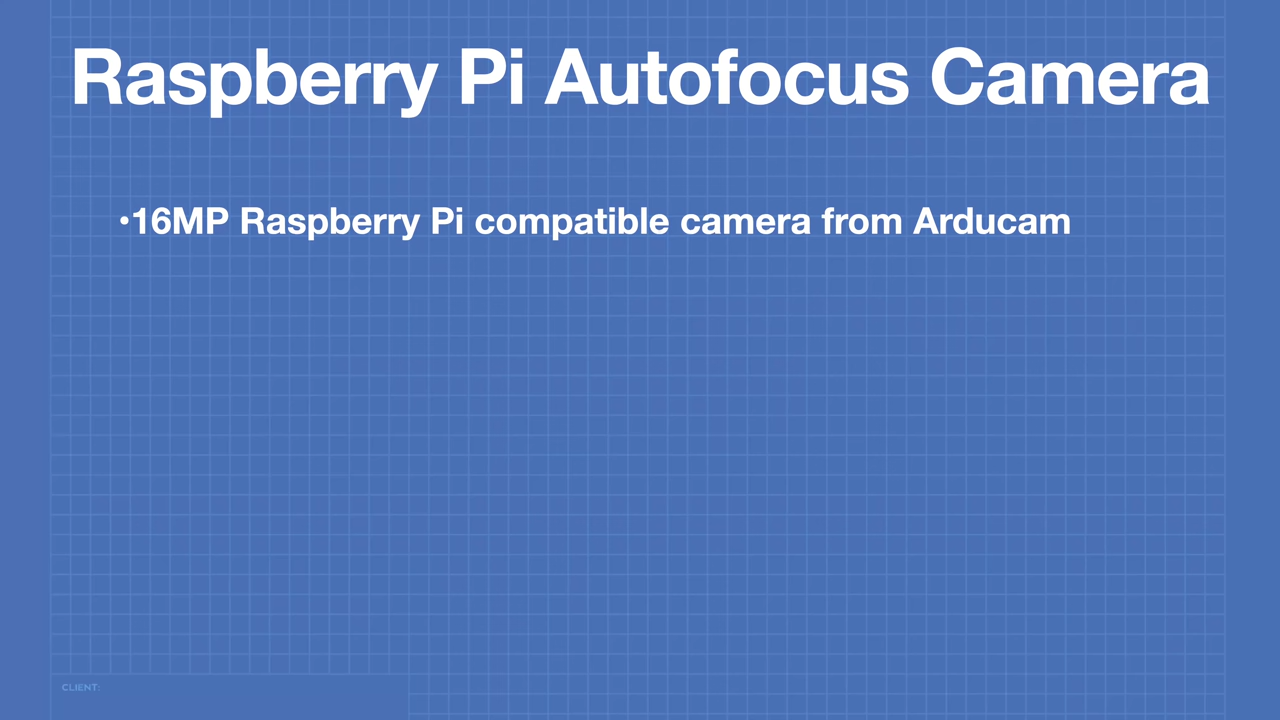 Raspberry Pi Autofocus Camera
•16MP Raspberry Pi compatible camera from Arducam
CLIENT: